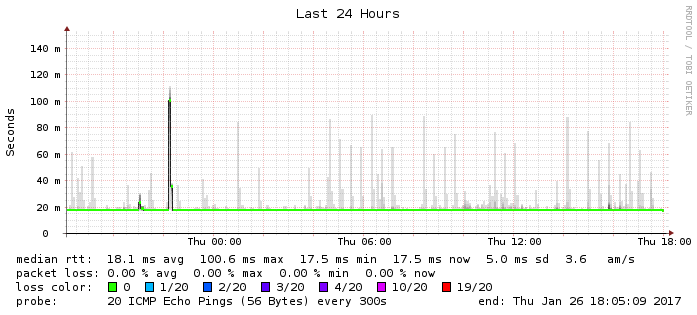 Last 24 Hours
RRDTOOL / TOBI OETIKER
Seconds
140 m
120 m
100 m
80 m
60 m
40 m
20 m
0
Thu 00:00 Thu 06:00 Thu 12:00 Thu 18:00
median rtt: 18.1 ms avg 100.6 ms max 17.5 ms min 17.5 ms now 5.0 ms sd 3.6 am/s
packet loss: 0.00 % avg 0.00 % max 0.00 % min 0.00 % now
loss color: 0 1/20 2/20 3/20 4/20 10/20 19/20
probe: 20 ICMP Echo Pings (56 Bytes) every 300s end: Thu Jan 26 18:05:09 2017